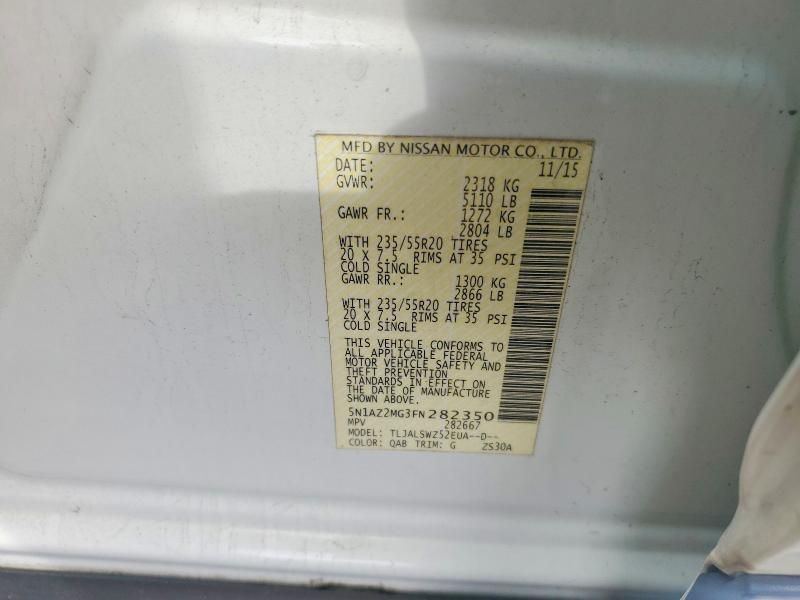 MFD BY NISSAN MOTOR CO., LTD.
DATE: 11/15
GVWR: 2318 KG
5110 LB
GAWR FR.: 1272 KG
2804 LB
WITH 235/55R20 TIRES
20 X 7.5 RIMS AT 35 PSI
COLD SINGLE
GAWR RR.: 1300 KG
2866 LB
WITH 235/55R20 TIRES
20 X 7.5 RIMS AT 35 PSI
COLD SINGLE
THIS VEHICLE CONFORMS TO
ALL APPLICABLE FEDERAL
MOTOR VEHICLE SAFETY AND
THEFT PREVENTION
STANDARDS IN EFFECT ON
THE DATE OF MANUFACTURE
SHOWN ABOVE.
5N1AZ2MG3FN282350
MPV 282667
MODEL: TLJALSWZ52EUA--D--
COLOR: QAB TRIM: G ZS30A